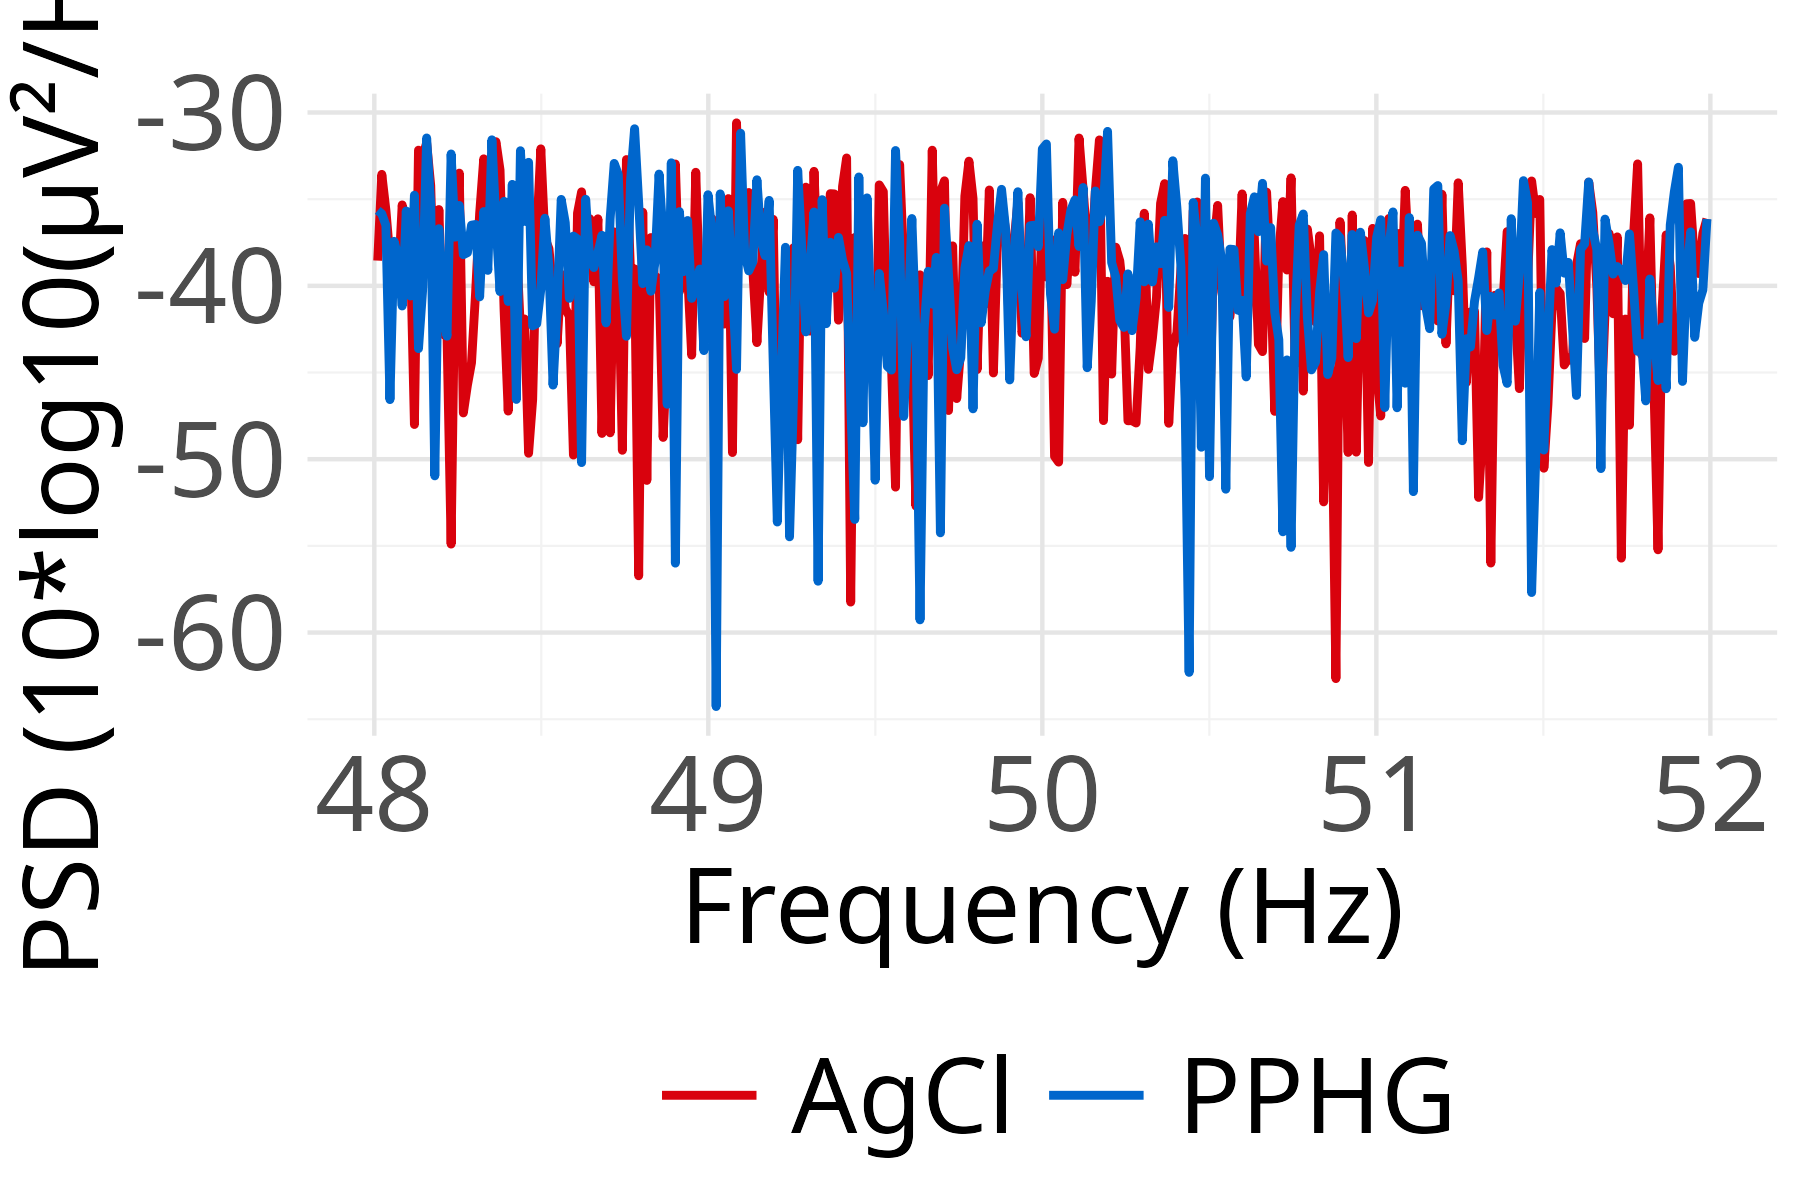 PSD (10*log10(µV²/H
-30
-40
-50
-60
48 49 50 51 52
Frequency (Hz)
AgCl PPHG